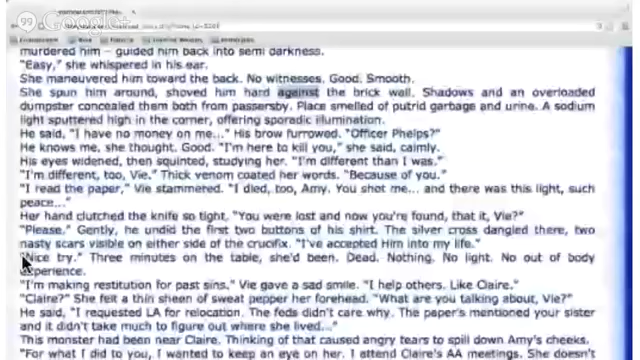 99 Google+
murdered him – guided him back into semi darkness.
"Easy," she whispered in his ear.
She maneuvered him toward the back. No witnesses. Good. Smooth.
She spun him around, shoved him hard against the brick wall. Shadows and an overloaded
dumpster concealed them both from passersby. Place smelled of putrid garbage and urine. A sodium
light sputtered high in the corner, offering sporadic illumination.
He said, "I have no money on me..." His brow furrowed. "Officer Phelps?"
He knows me, she thought. Good. "I'm here to kill you," she said, calmly.
His eyes widened, then squinted, studying her. "I'm different than I was."
"I'm different, too, Vie." Thick venom coated her words. "Because of you."
"I read the paper," Vie stammered. "I died, too, Amy. You shot me... and there was this light, such
peace..."
Her hand clutched the knife so tight. "You were lost and now you're found, that it, Vie?"
"Please." Gently, he undid the first two buttons of his shirt. The silver cross dangled there, two
nasty scars visible on either side of the crucifix. "I've accepted Him into my life."
"Nice try." Three minutes on the table, she'd been. Dead. Nothing. No light. No out of body
experience.
"I'm making restitution for past sins," Vie gave a sad smile. "I help others. Like Claire."
"Claire?" She felt a thin sheen of sweat pepper her forehead. "What are you talking about, Vie?"
He said, "I requested LA for relocation. The feds didn't care why. The paper's mentioned your sister
and it didn't take much to figure out where she lived..."
This monster had been near Claire. Thinking of that caused angry tears to spill down Amy's cheeks.
"For what I did to you, I wanted to keep an eye on her. I attend Claire's AA meetings. She doesn't